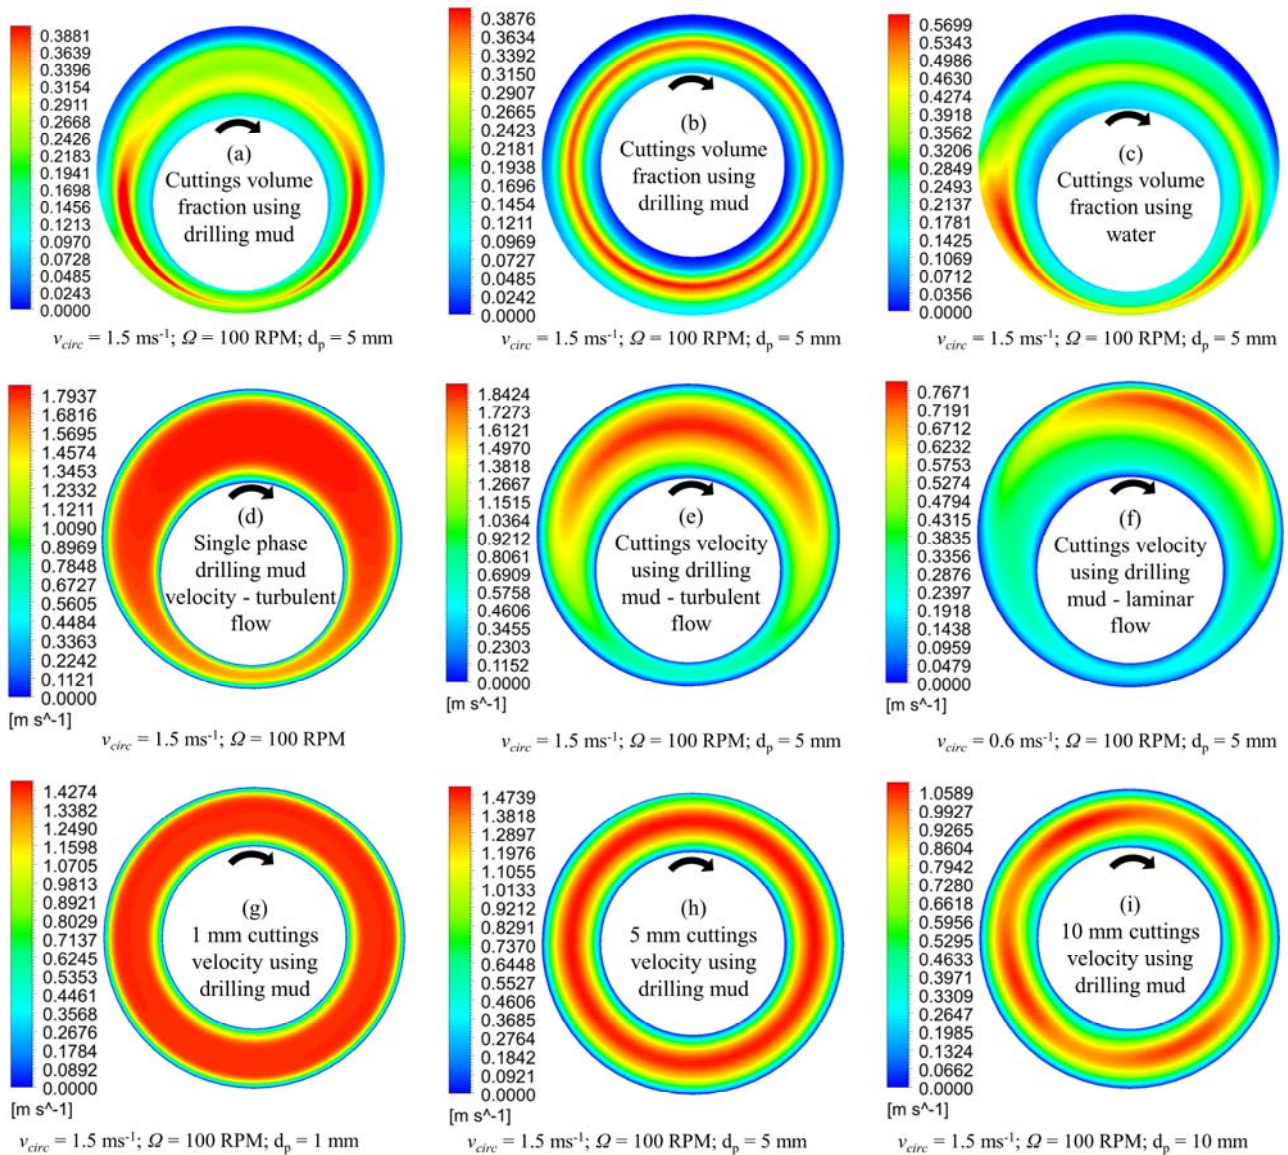 0.3881
0.3639
0.3396
0.3154
0.2911
0.2668
0.2426
0.2183
0.1941
0.1698
0.1456
0.1213
0.0970
0.0728
0.0485
0.0243
0.0000
(a)
Cuttings volume
fraction using
drilling mud
v_circ = 1.5 ms⁻¹; Ω = 100 RPM; d_p = 5 mm
0.3876
0.3634
0.3392
0.3150
0.2907
0.2665
0.2423
0.2181
0.1938
0.1696
0.1454
0.1211
0.0969
0.0727
0.0485
0.0242
0.0000
(b)
Cuttings volume
fraction using
drilling mud
v_circ = 1.5 ms⁻¹; Ω = 100 RPM; d_p = 5 mm
0.5699
0.5343
0.4986
0.4630
0.4274
0.3918
0.3562
0.3206
0.2849
0.2493
0.2137
0.1781
0.1425
0.1069
0.0712
0.0356
0.0000
(c)
Cuttings volume
fraction using
water
v_circ = 1.5 ms⁻¹; Ω = 100 RPM; d_p = 5 mm
1.7937
1.6816
1.5695
1.4574
1.3453
1.2332
1.1211
1.0090
0.8969
0.7848
0.6727
0.5605
0.4484
0.3363
0.2242
0.1121
0.0000
[m s^-1]
(d)
Single phase
drilling mud
velocity - turbulent
flow
v_circ = 1.5 ms⁻¹; Ω = 100 RPM
1.8424
1.7273
1.6121
1.4970
1.3818
1.2667
1.1515
1.0364
0.9212
0.8061
0.6909
0.5758
0.4606
0.3455
0.2303
0.1152
0.0000
[m s^-1]
(e)
Cuttings velocity
using drilling
mud - turbulent
flow
v_circ = 1.5 ms⁻¹; Ω = 100 RPM; d_p = 5 mm
0.7671
0.7191
0.6712
0.6232
0.5753
0.5274
0.4794
0.4315
0.3835
0.3356
0.2876
0.2397
0.1918
0.1438
0.0959
0.0479
0.0000
[m s^-1]
(f)
Cuttings velocity
using drilling
mud - laminar
flow
v_circ = 0.6 ms⁻¹; Ω = 100 RPM; d_p = 5 mm
1.4274
1.3382
1.2490
1.1598
1.0705
0.9813
0.8921
0.8029
0.7137
0.6245
0.5353
0.4461
0.3568
0.2676
0.1784
0.0892
0.0000
[m s^-1]
(g)
1 mm cuttings
velocity using
drilling mud
v_circ = 1.5 ms⁻¹; Ω = 100 RPM; d_p = 1 mm
1.4739
1.3818
1.2897
1.1976
1.1055
1.0133
0.9212
0.8291
0.7370
0.6448
0.5527
0.4606
0.3685
0.2764
0.1842
0.0921
0.0000
[m s^-1]
(h)
5 mm cuttings
velocity using
drilling mud
v_circ = 1.5 ms⁻¹; Ω = 100 RPM; d_p = 5 mm
1.0589
0.9927
0.9265
0.8604
0.7942
0.7280
0.6618
0.5956
0.5295
0.4633
0.3971
0.3309
0.2647
0.1985
0.1324
0.0662
0.0000
[m s^-1]
(i)
10 mm cuttings
velocity using
drilling mud
v_circ = 1.5 ms⁻¹; Ω = 100 RPM; d_p = 10 mm